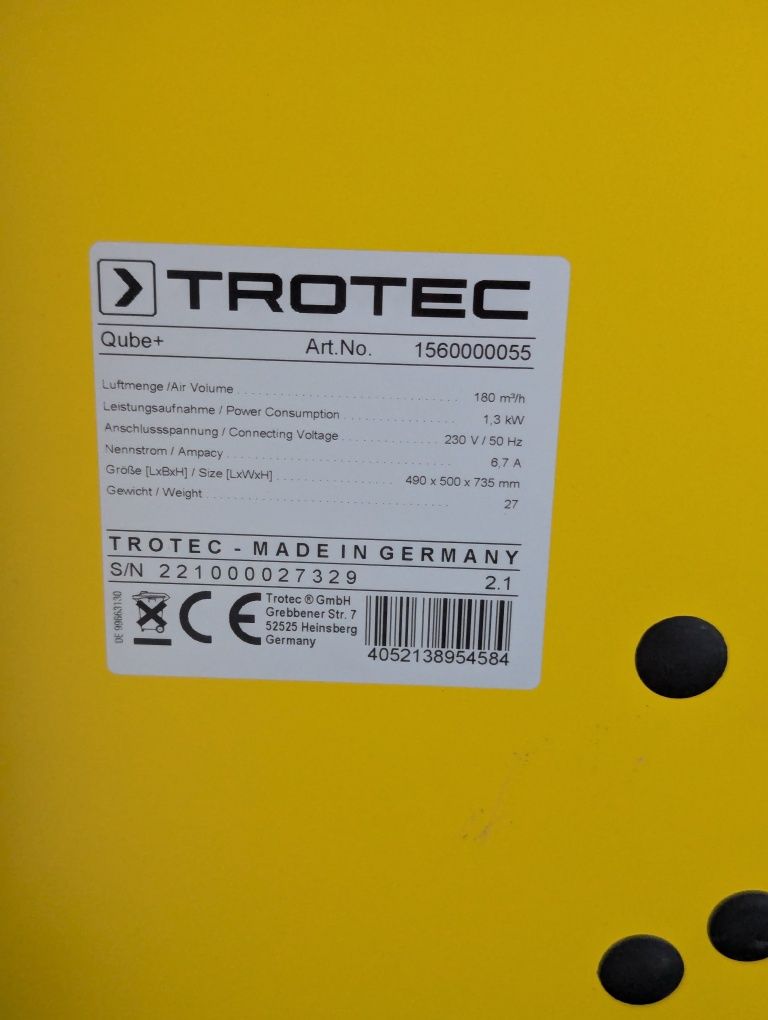 TROTEC
Qube+ Art.No. 1560000055
Luftmenge /Air Volume 180 m³/h
Leistungsaufnahme / Power Consumption 1,3 kW
Anschlussspannung / Connecting Voltage 230 V / 50 Hz
Nennstrom / Ampacy 6,7 A
Größe [LxBxH] / Size [LxWxH] 490 x 500 x 735 mm
Gewicht / Weight 27
TROTEC - MADE IN GERMANY
S/N 221000027329 2.1
CE
Trotec ® GmbH
Grebbener Str. 7
52525 Heinsberg
Germany
4052138954584